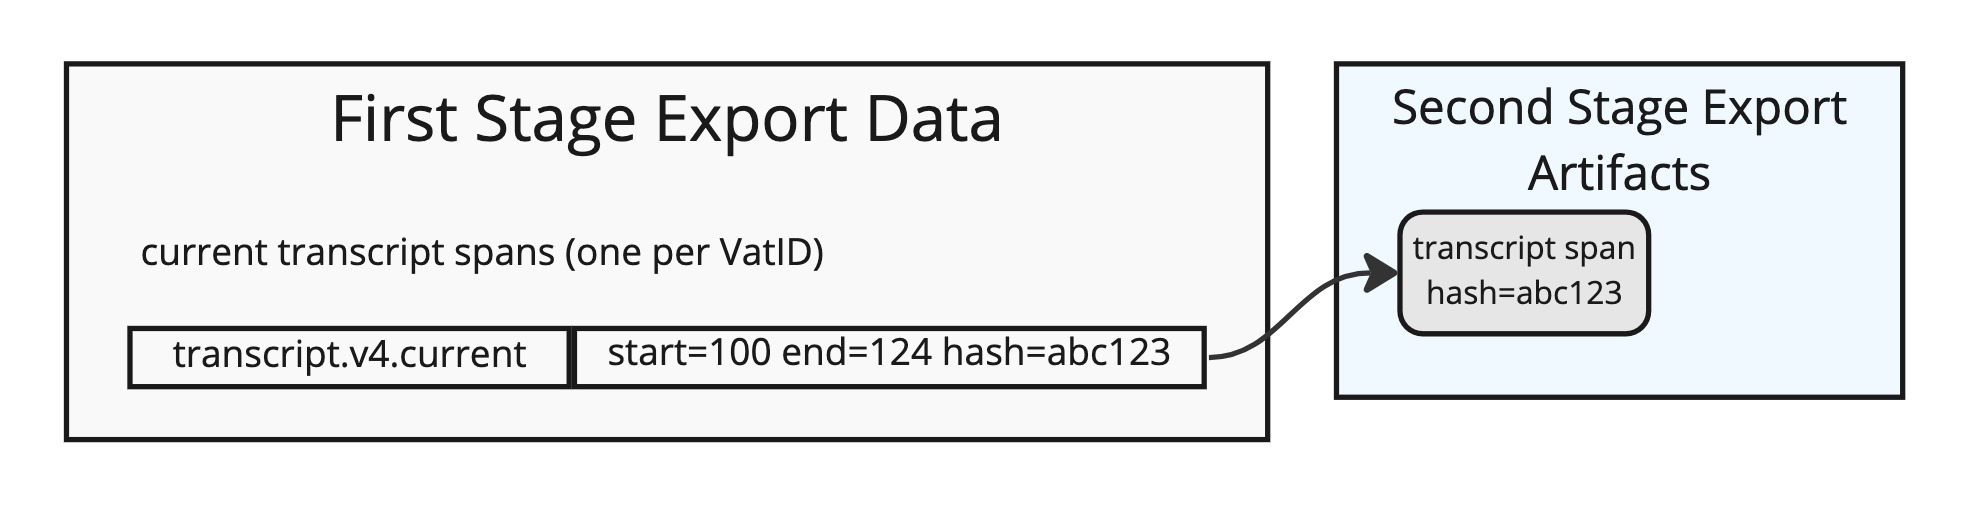 First Stage Export Data
current transcript spans (one per VatID)
transcript.v4.current
start=100 end=124 hash=abc123
Second Stage Export
Artifacts
transcript span
hash=abc123